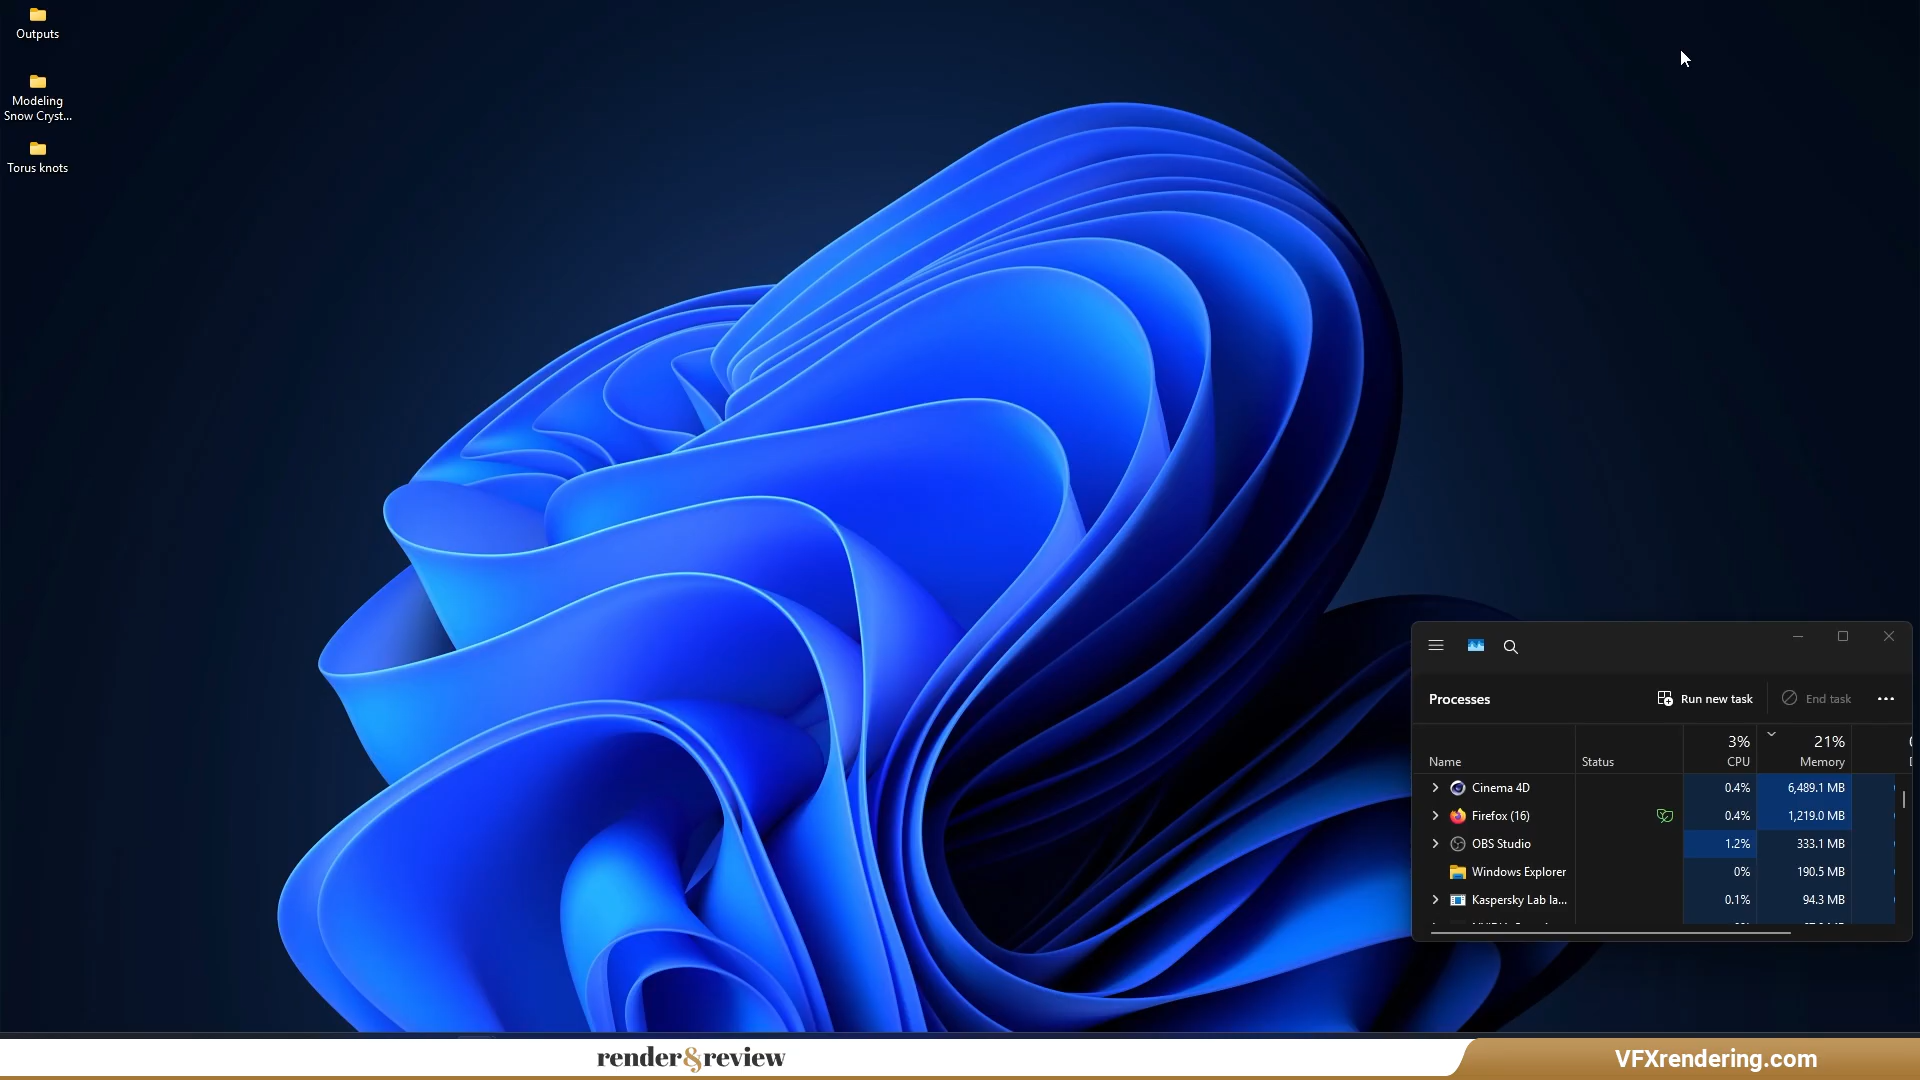 Outputs
Modeling
Snow Cryst...
Torus knots
Processes
Run new task
End task
3%
21%
Name
Status
CPU
Memory
Cinema 4D
0.4%
6,489.1 MB
Firefox (16)
0.4%
1,219.0 MB
OBS Studio
1.2%
333.1 MB
Windows Explorer
0%
190.5 MB
Kaspersky Lab la...
0.1%
94.3 MB
render&review
VFXrendering.com